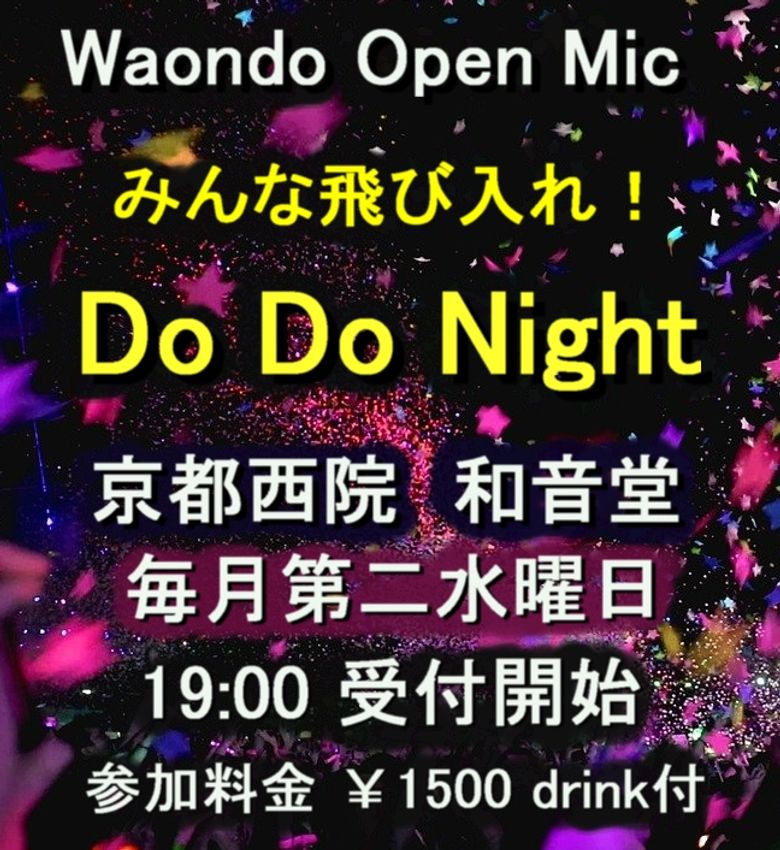 Waondo Open Mic
みんな飛び入れ！
Do Do Night
京都西院 和音堂
毎月第二水曜日
19:00 受付開始
参加料金 ￥1500 drink付